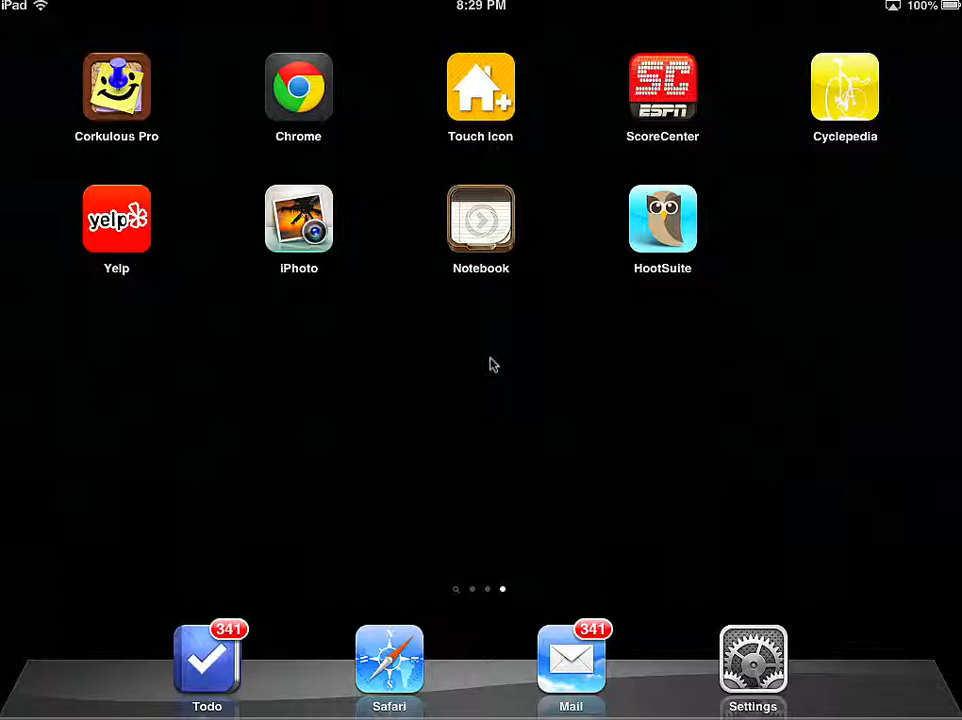 iPad 8:29 PM 100%
SC
ESPN
Corkulous Pro Chrome Touch Icon ScoreCenter Cyclepedia
yelp
Yelp iPhoto Notebook HootSuite
341 341
N
S
Todo Safari Mail Settings